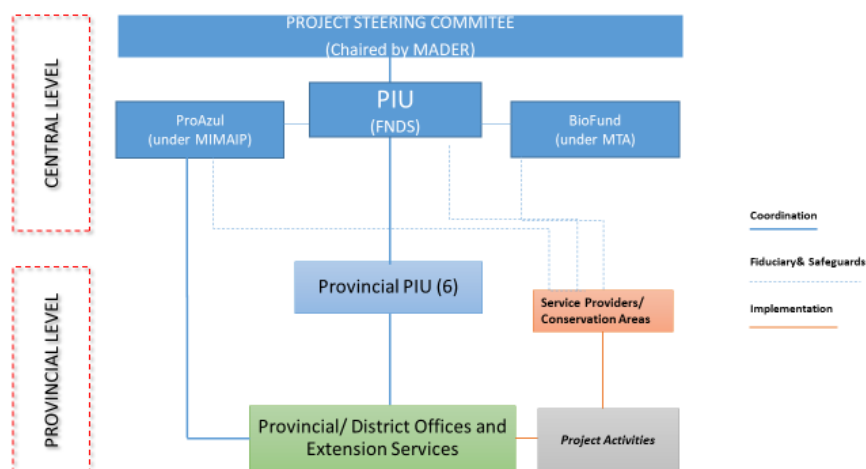 PROJECT STEERING COMMITEE
(Chaired by MADER)
CENTRAL LEVEL
ProAzul
(under MIMAIP)
PIU
(FNDS)
BioFund
(under MTA)
Coordination
Fiduciary& Safeguards
Implementation
PROVINCIAL LEVEL
Provincial PIU (6)
Service Providers/
Conservation Areas
Provincial/ District Offices and
Extension Services
Project Activities